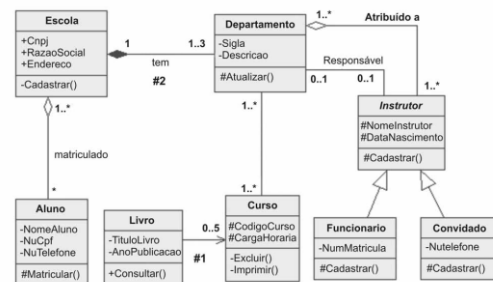 Escola
+Cnpj
+RazaoSocial
+Endereco
-Cadastrar()
1
1..3
tem
#2
Departamento
-Sigla
-Descricao
#Atualizar()
1..*
Atribuído a
Responsável
0..1
0..1
1..*
Instrutor
#NomeInstrutor
#DataNascimento
#Cadastrar()
1..*
matriculado
*
1..*
1..*
Aluno
-NomeAluno
-NuCpf
-NuTelefone
#Matricular()
Livro
-TituloLivro
-AnoPublicacao
+Consultar()
0..5
#1
Curso
#CodigoCurso
#CargaHoraria
-Excluir()
-Imprimir()
Funcionario
-NumMatricula
#Cadastrar()
Convidado
-Nutelefone
#Cadastrar()